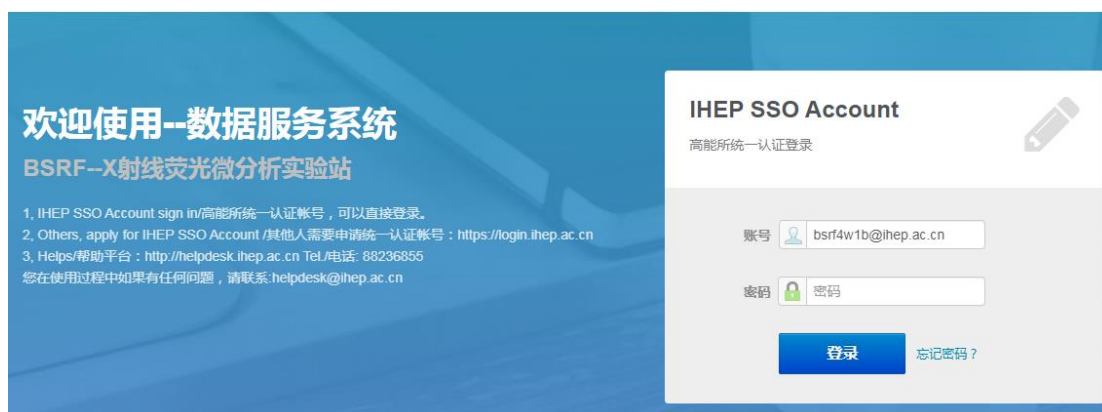 欢迎使用--数据服务系统
BSRF--X射线荧光微分析实验站
1, IHEP SSO Account sign in/高能所统一认证帐号，可以直接登录。
2, Others, apply for IHEP SSO Account /其他人需要申请统一认证帐号：https://login.ihep.ac.cn
3, Helps/帮助平台：http://helpdesk.ihep.ac.cn Tel./电话: 88236855
您在使用过程中如果有任何问题，请联系:helpdesk@ihep.ac.cn
IHEP SSO Account
高能所统一认证登录
账号 bsrf4w1b@ihep.ac.cn
密码 密码
登录 忘记密码？